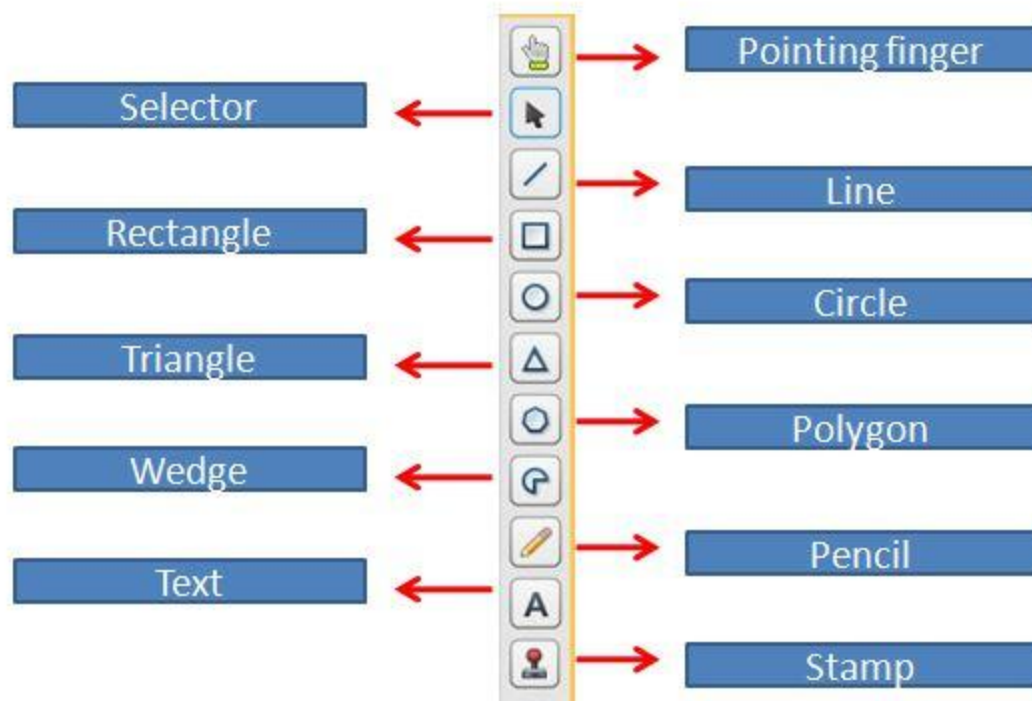 Pointing finger
Selector
Line
Rectangle
Circle
Triangle
Polygon
Wedge
Pencil
Text
A
Stamp